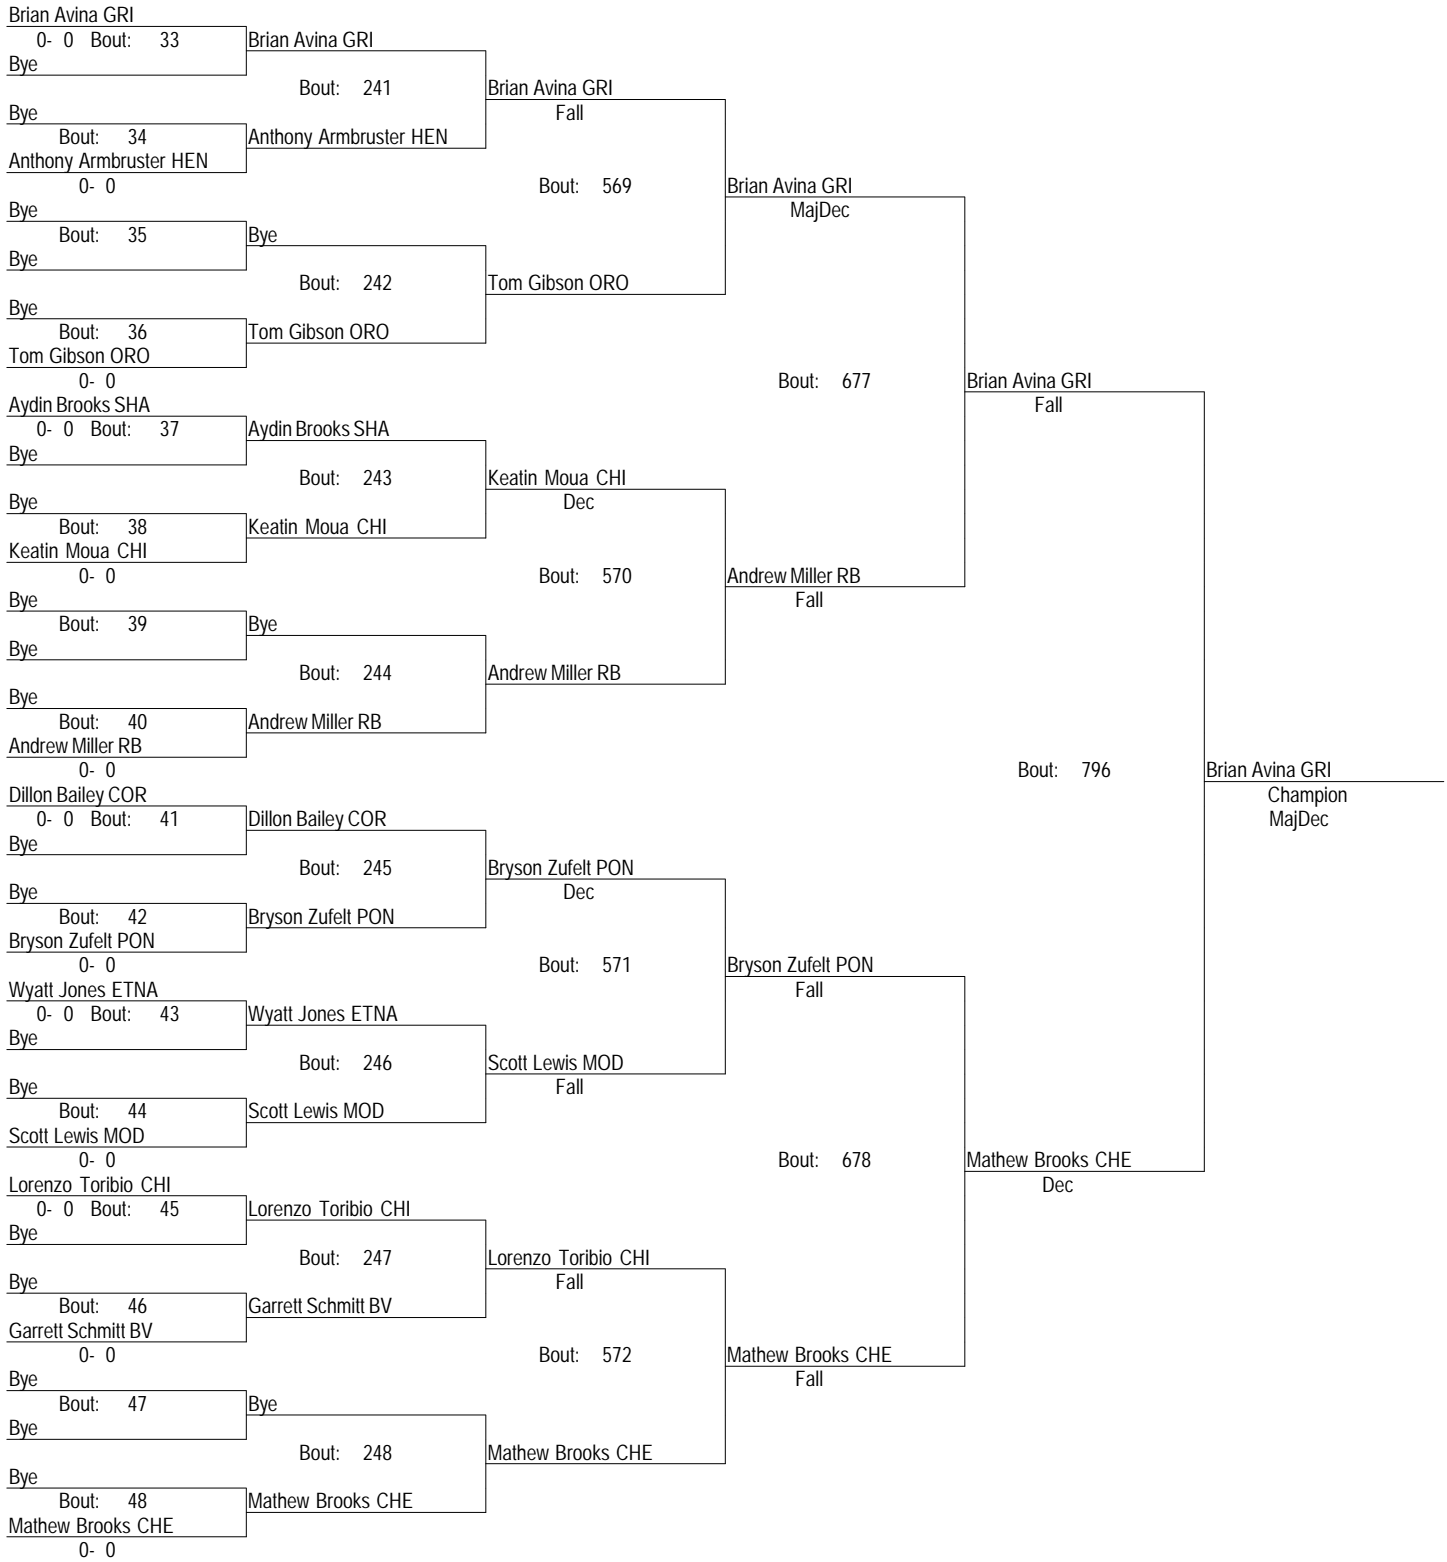 Brian Avina GRI
0- 0 Bout: 33 Brian Avina GRI
Bye
Bout: 241 Brian Avina GRI
Bye Fall
Bout: 34 Anthony Armbruster HEN
Anthony Armbruster HEN
0- 0 Bout: 569 Brian Avina GRI
Bye MajDec
Bout: 35 Bye
Bye
Bout: 242 Tom Gibson ORO
Bye
Bout: 36 Tom Gibson ORO
Tom Gibson ORO
0- 0 Bout: 677 Brian Avina GRI
Aydin Brooks SHA Fall
0- 0 Bout: 37 Aydin Brooks SHA
Bye
Bout: 243 Keatin Moua CHI
Bye Dec
Bout: 38 Keatin Moua CHI
Keatin Moua CHI
0- 0 Bout: 570 Andrew Miller RB
Bye Fall
Bout: 39 Bye
Bye
Bout: 244 Andrew Miller RB
Bye
Bout: 40 Andrew Miller RB
Andrew Miller RB
0- 0 Bout: 796 Brian Avina GRI
Dillon Bailey COR Champion
0- 0 Bout: 41 Dillon Bailey COR MajDec
Bye
Bout: 245 Bryson Zufelt PON
Bye Dec
Bout: 42 Bryson Zufelt PON
Bryson Zufelt PON
0- 0 Bout: 571 Bryson Zufelt PON
Wyatt Jones ETNA Fall
0- 0 Bout: 43 Wyatt Jones ETNA
Bye
Bout: 246 Scott Lewis MOD
Bye Fall
Bout: 44 Scott Lewis MOD
Scott Lewis MOD
0- 0 Bout: 678 Mathew Brooks CHE
Lorenzo Toribio CHI Dec
0- 0 Bout: 45 Lorenzo Toribio CHI
Bye
Bout: 247 Lorenzo Toribio CHI
Bye Fall
Bout: 46 Garrett Schmitt BV
Garrett Schmitt BV
0- 0 Bout: 572 Mathew Brooks CHE
Bye Fall
Bout: 47 Bye
Bye
Bout: 248 Mathew Brooks CHE
Bye
Bout: 48 Mathew Brooks CHE
Mathew Brooks CHE
0- 0